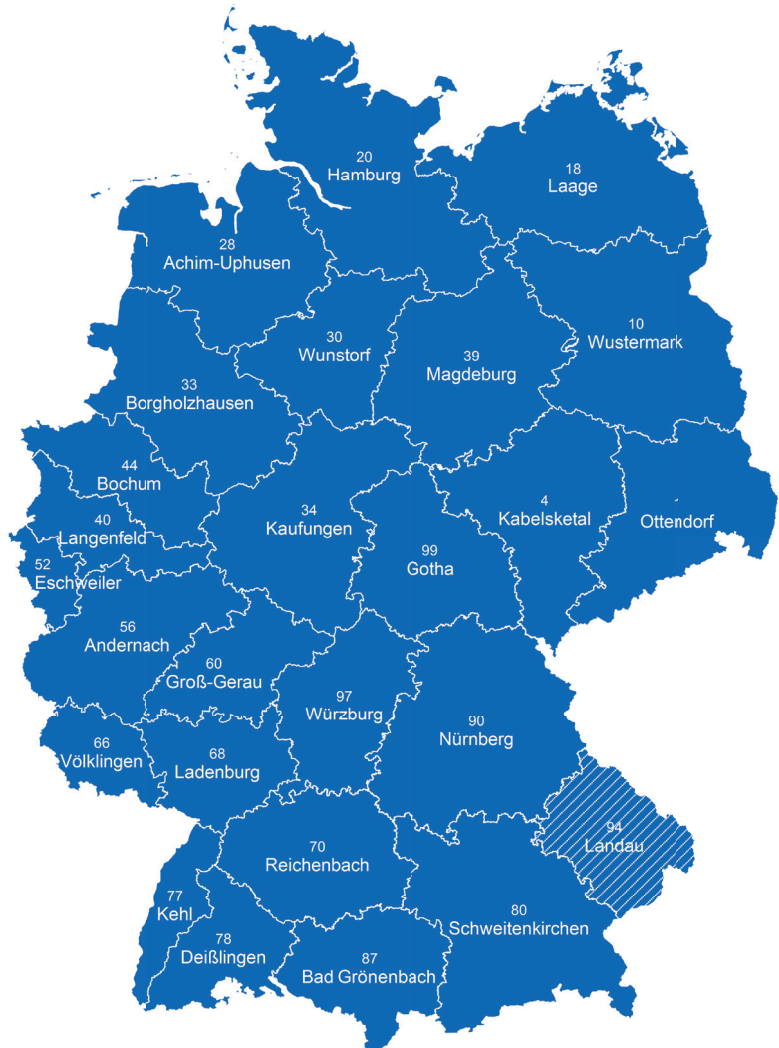 20
Hamburg
18
Laage
28
Achim-Uphusen
10
Wustermark
30
Wunstorf
39
Magdeburg
33
Borgholzhausen
44
Bochum
34
Kaufungen
4
Kabelsketal
1
Ottendorf
40
Langenfeld
99
Gotha
52
Eschweiler
56
Andernach
60
Groß-Gerau
97
Würzburg
90
Nürnberg
66
Völklingen
68
Ladenburg
94
Landau
70
Reichenbach
77
Kehl
80
Schweitenkirchen
78
Deißlingen
87
Bad Grönenbach